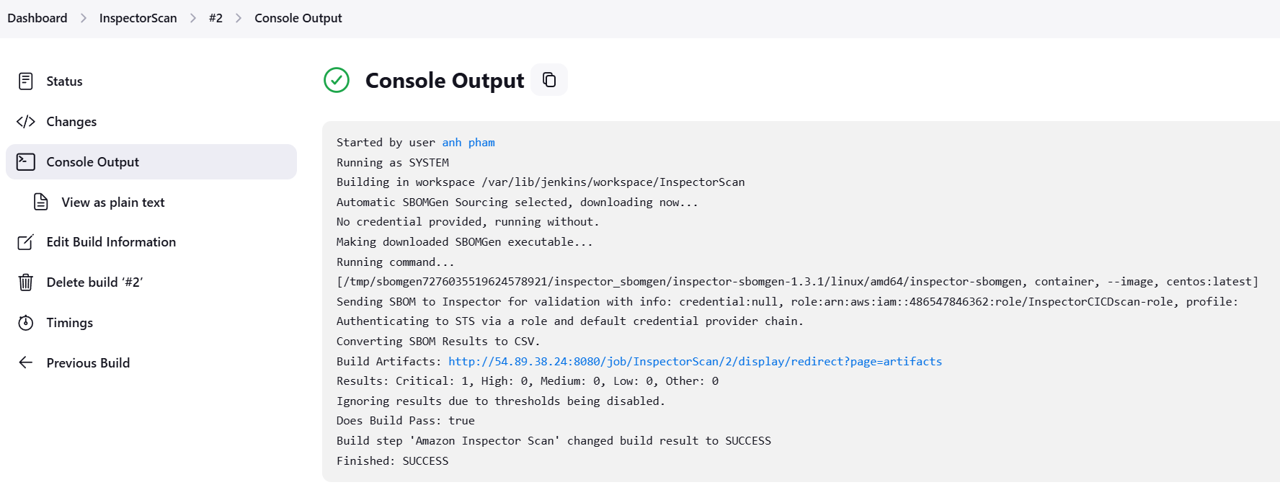 Dashboard > InspectorScan > #2 > Console Output
Status
Changes
Console Output
View as plain text
Edit Build Information
Delete build ‘#2’
Timings
Previous Build
Console Output
Started by user anh pham
Running as SYSTEM
Building in workspace /var/lib/jenkins/workspace/InspectorScan
Automatic SBOMGen Sourcing selected, downloading now...
No credential provided, running without.
Making downloaded SBOMGen executable...
Running command...
[/tmp/sbomgen7276035519624578921/inspector_sbomgen/inspector-sbomgen-1.3.1/linux/amd64/inspector-sbomgen, container, --image, centos:latest]
Sending SBOM to Inspector for validation with info: credential:null, role:arn:aws:iam::486547846362:role/InspectorCICDscan-role, profile:
Authenticating to STS via a role and default credential provider chain.
Converting SBOM Results to CSV.
Build Artifacts: http://54.89.38.24:8080/job/InspectorScan/2/display/redirect?page=artifacts
Results: Critical: 1, High: 0, Medium: 0, Low: 0, Other: 0
Ignoring results due to thresholds being disabled.
Does Build Pass: true
Build step 'Amazon Inspector Scan' changed build result to SUCCESS
Finished: SUCCESS